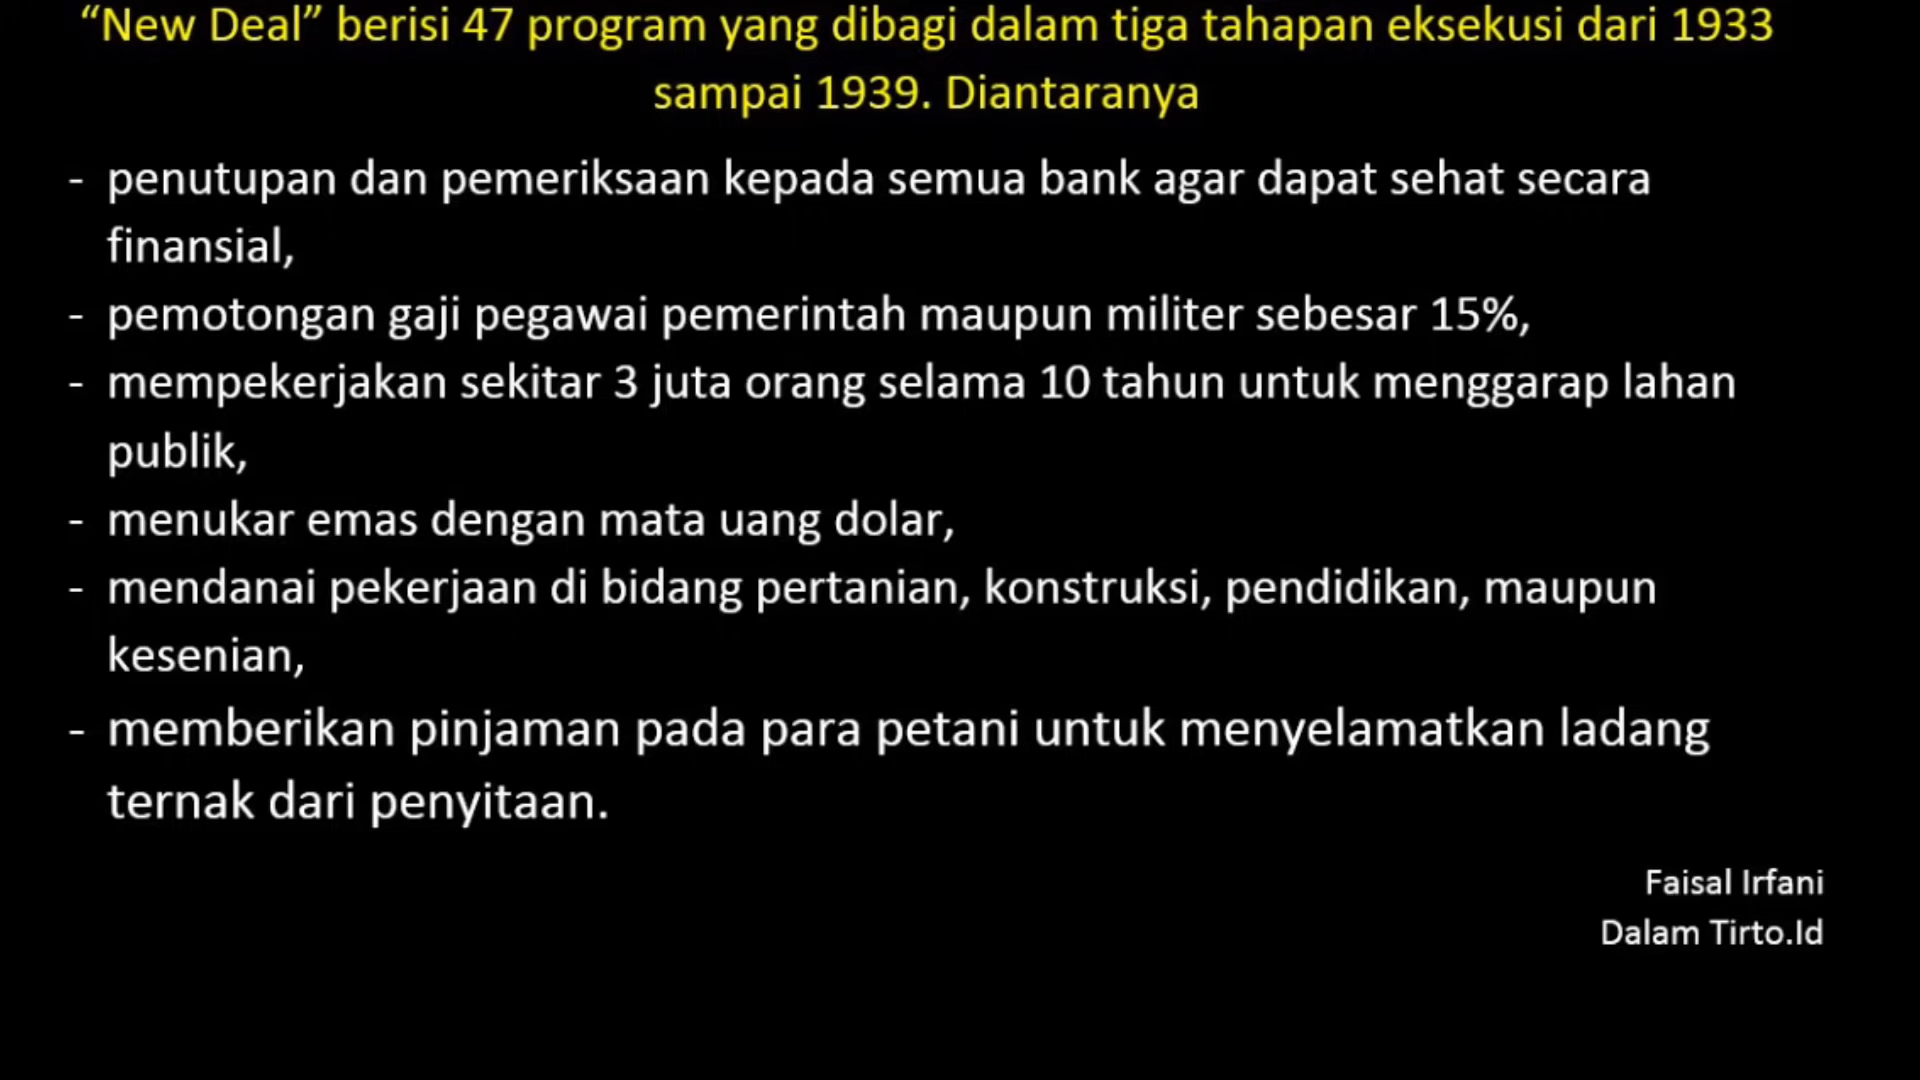 “New Deal” berisi 47 program yang dibagi dalam tiga tahapan eksekusi dari 1933
sampai 1939. Diantaranya
- penutupan dan pemeriksaan kepada semua bank agar dapat sehat secara
finansial,
- pemotongan gaji pegawai pemerintah maupun militer sebesar 15%,
- mempekerjakan sekitar 3 juta orang selama 10 tahun untuk menggarap lahan
publik,
- menukar emas dengan mata uang dolar,
- mendanai pekerjaan di bidang pertanian, konstruksi, pendidikan, maupun
kesenian,
- memberikan pinjaman pada para petani untuk menyelamatkan ladang
ternak dari penyitaan.
Faisal Irfani
Dalam Tirto.Id